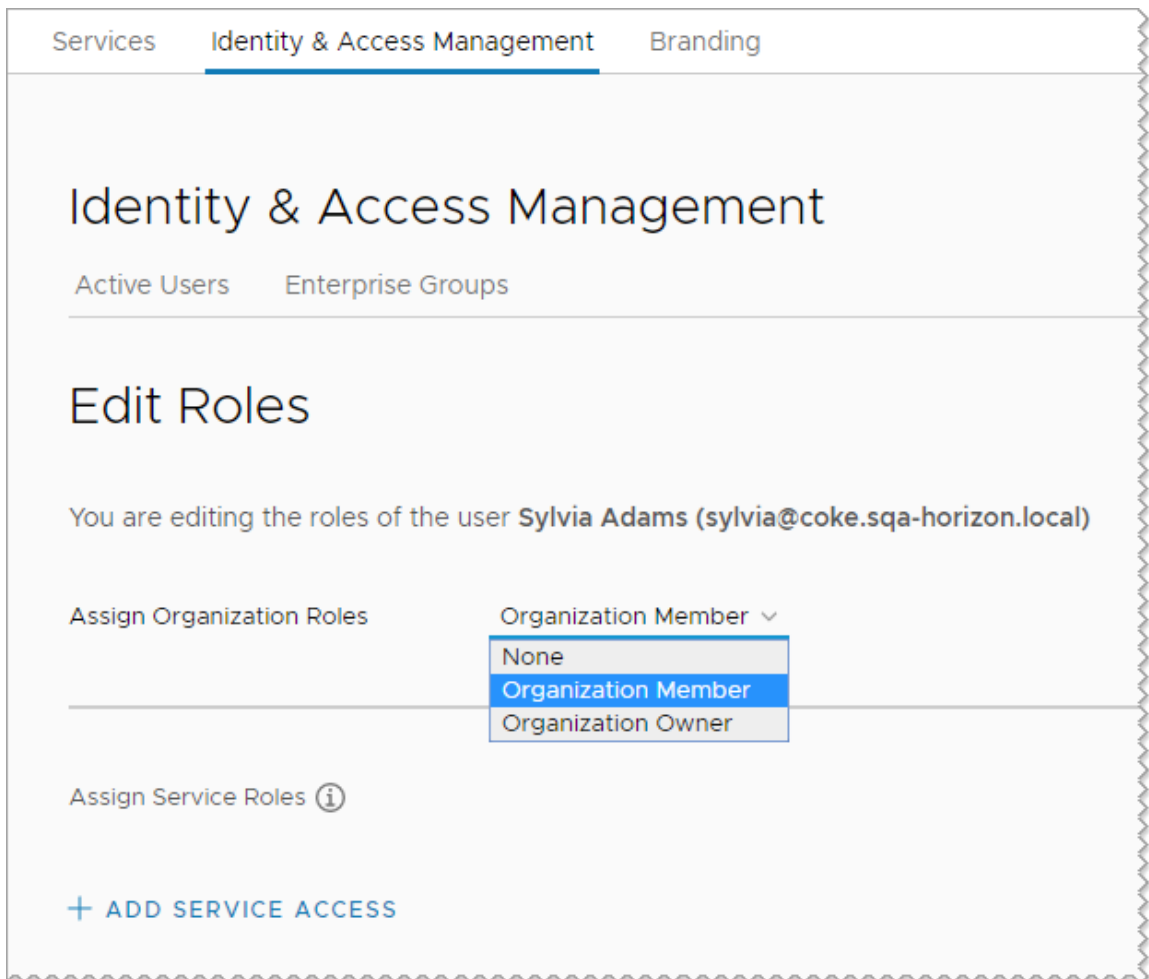 Services Identity & Access Management Branding
Identity & Access Management
Active Users Enterprise Groups
Edit Roles
You are editing the roles of the user Sylvia Adams (sylvia@coke.sqa-horizon.local)
Assign Organization Roles Organization Member
None
Organization Member
Organization Owner
Assign Service Roles
+ ADD SERVICE ACCESS